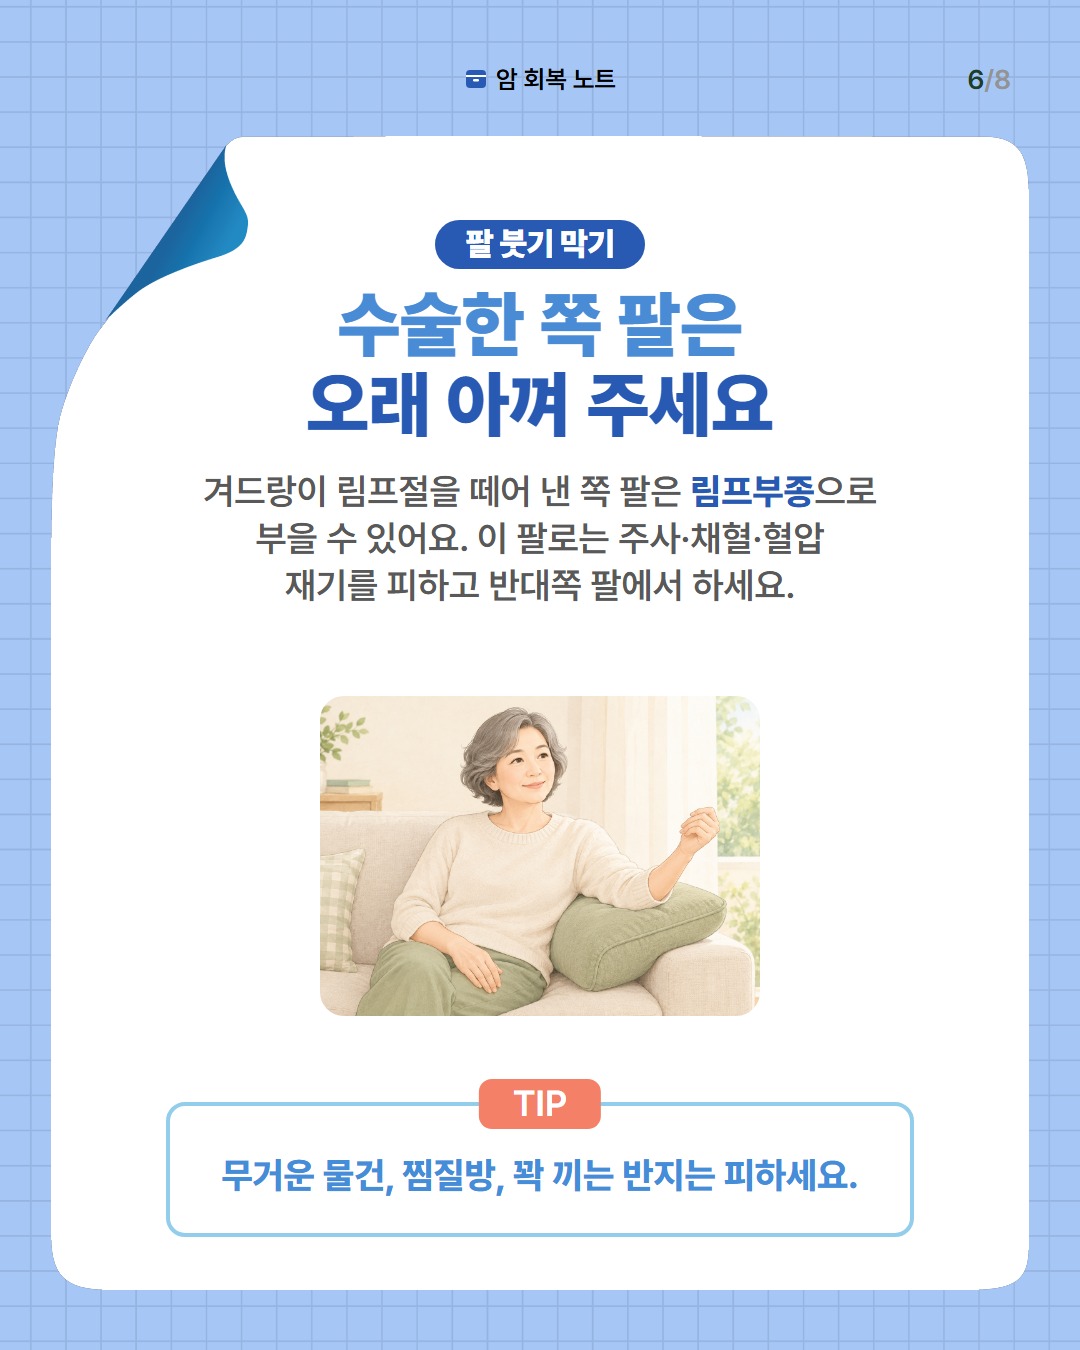 암 회복 노트
6/8
팔 붓기 막기
수술한 쪽 팔은
오래 아껴 주세요
겨드랑이 림프절을 떼어 낸 쪽 팔은 림프부종으로
부을 수 있어요. 이 팔로는 주사·채혈·혈압
재기를 피하고 반대쪽 팔에서 하세요.
TIP
무거운 물건, 찜질방, 꽉 끼는 반지는 피하세요.